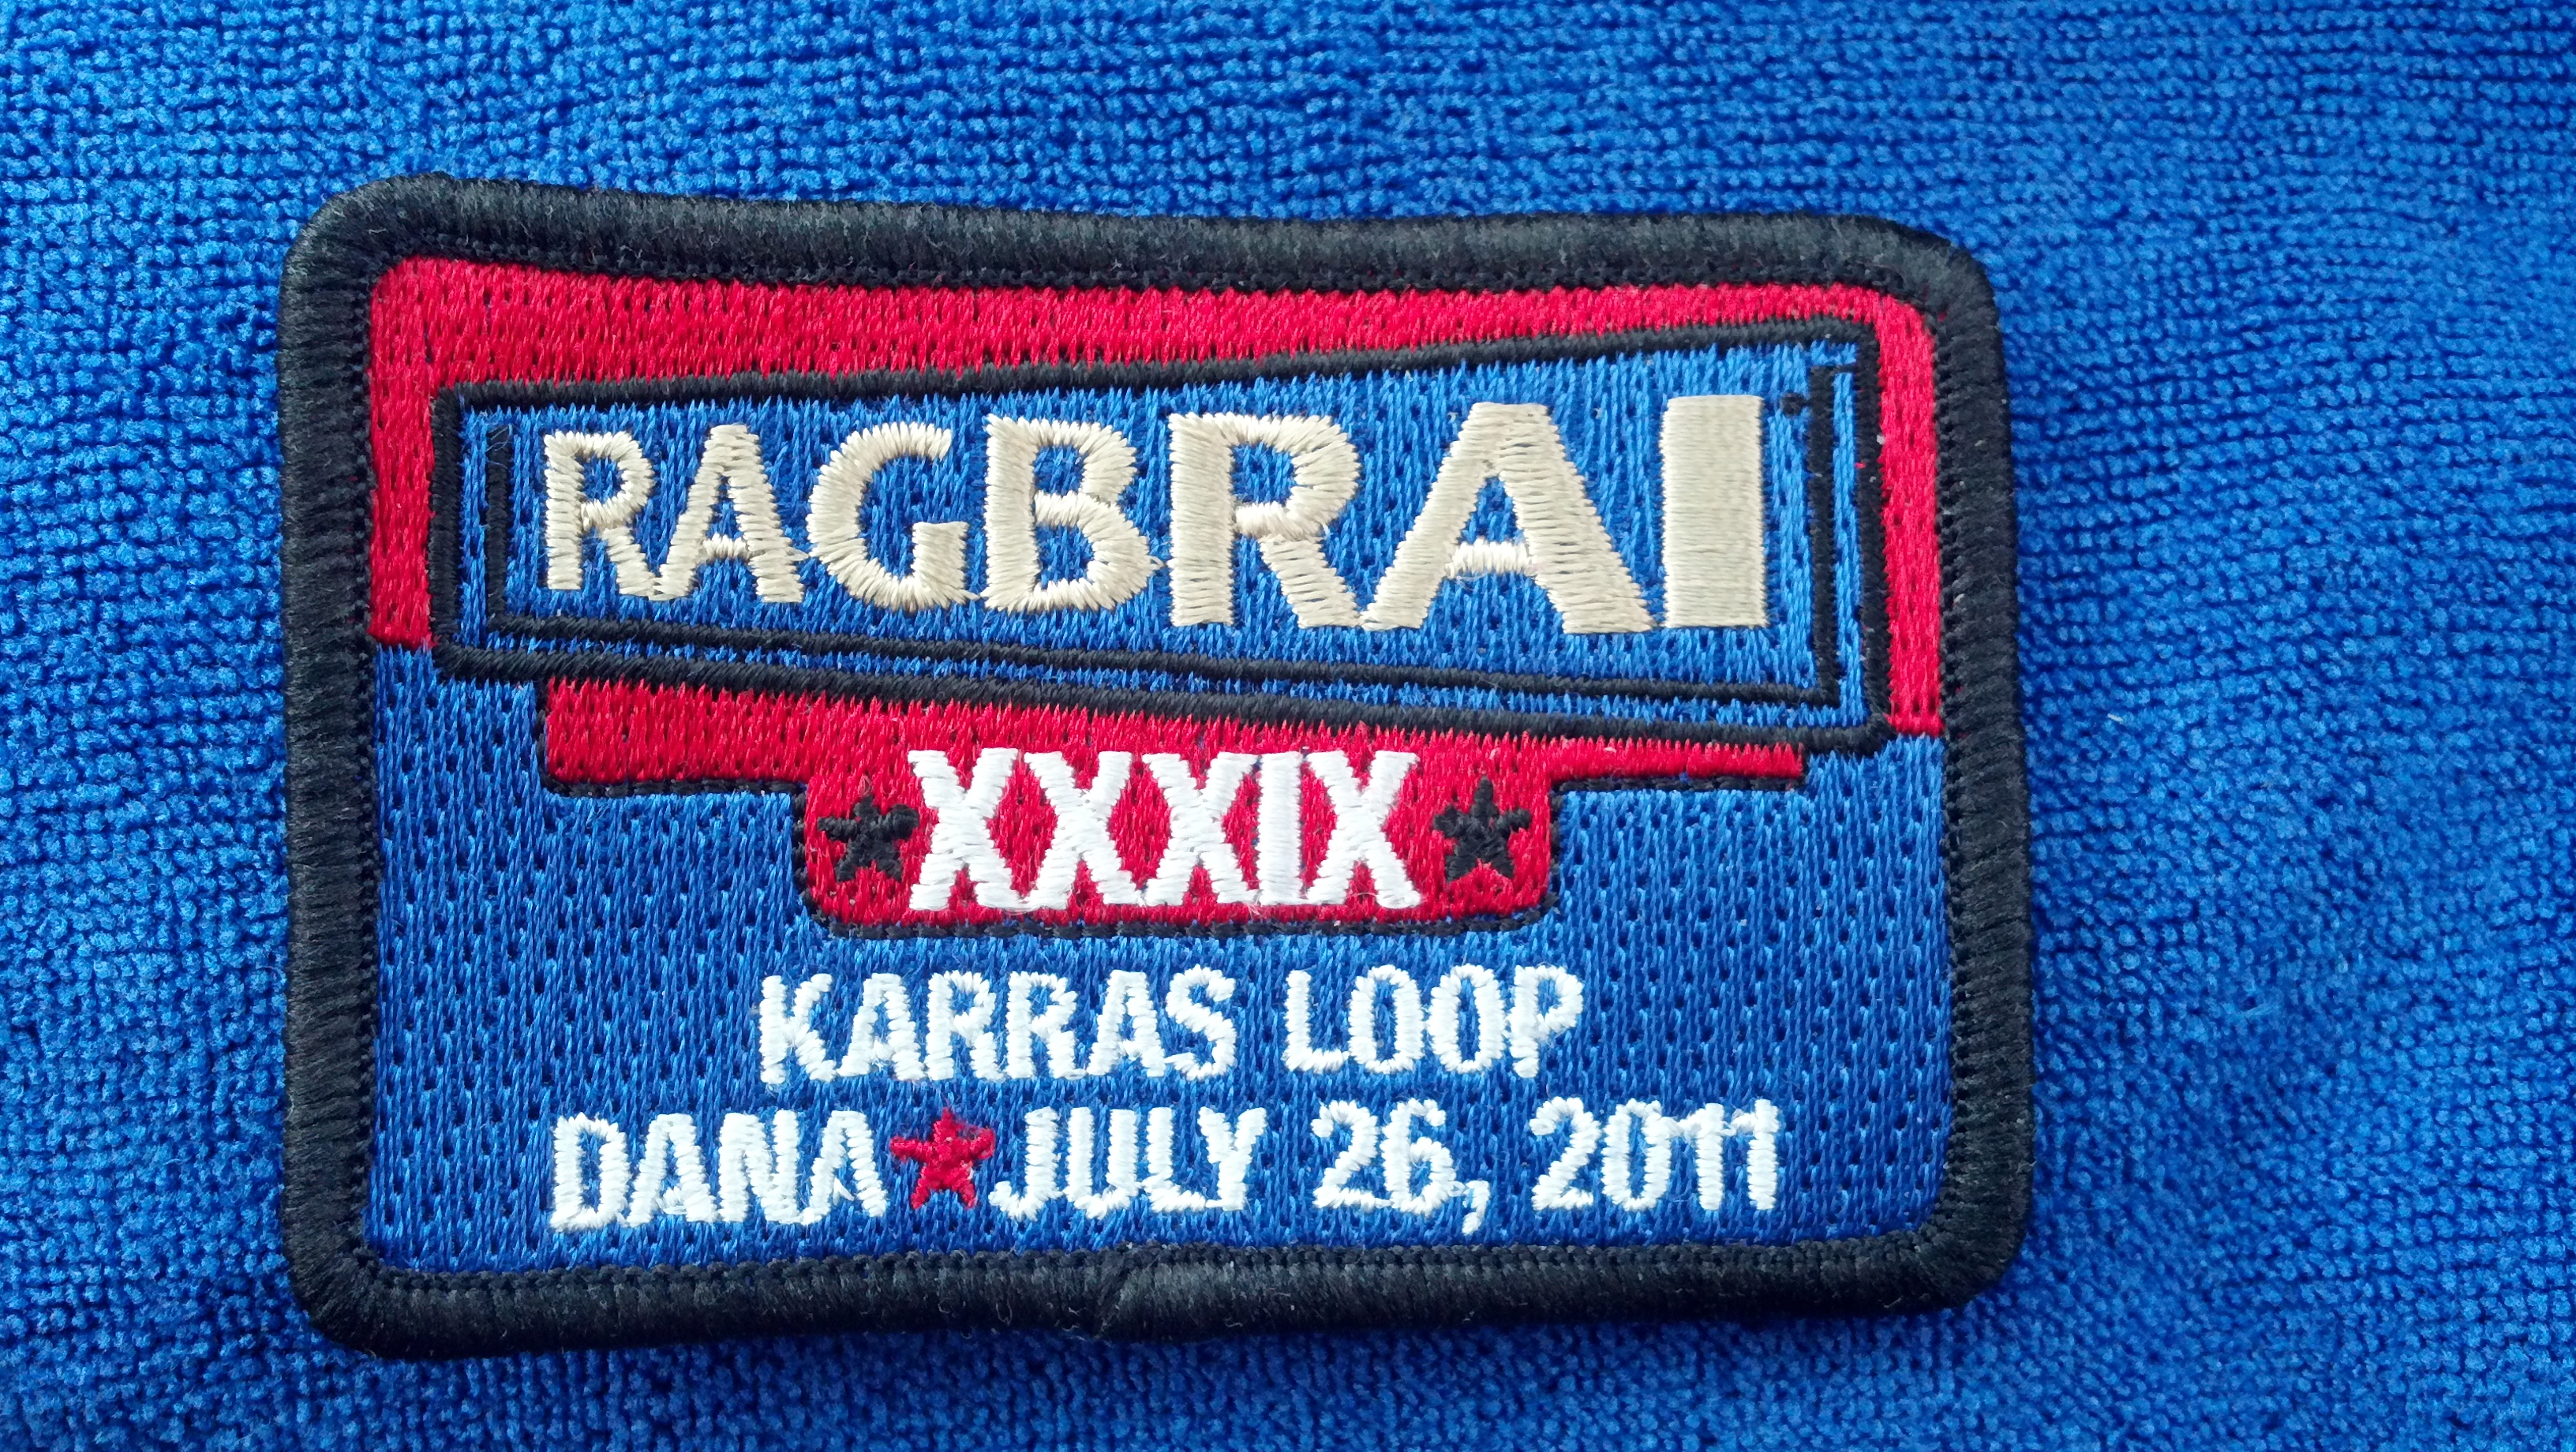 RAGBRAI
XXXIX
KARRAS LOOP
DANA★JULY 26, 2011